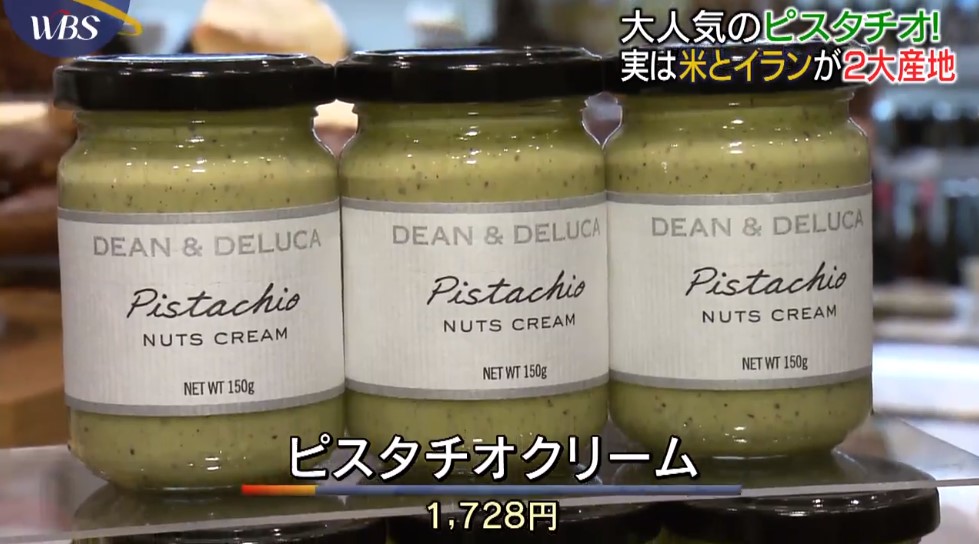 WBS
大人気のピスタチオ!
実は米とイランが2大産地
DEAN & DELUCA
Pistachio
NUTS CREAM
NET WT 150g
DEAN & DELUCA
Pistachio
NUTS CREAM
NET WT 150g
DEAN & DELUCA
Pistachio
NUTS CREAM
NET WT 150g
ピスタチオクリーム
1,728円